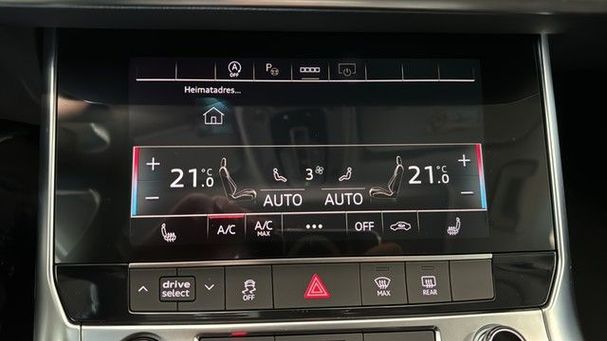 A
OFF
P
Heimatadres...
21.0 °C
3
21.0 °C
AUTO AUTO
A/C A/C MAX ... OFF
drive select
OFF
MAX
REAR